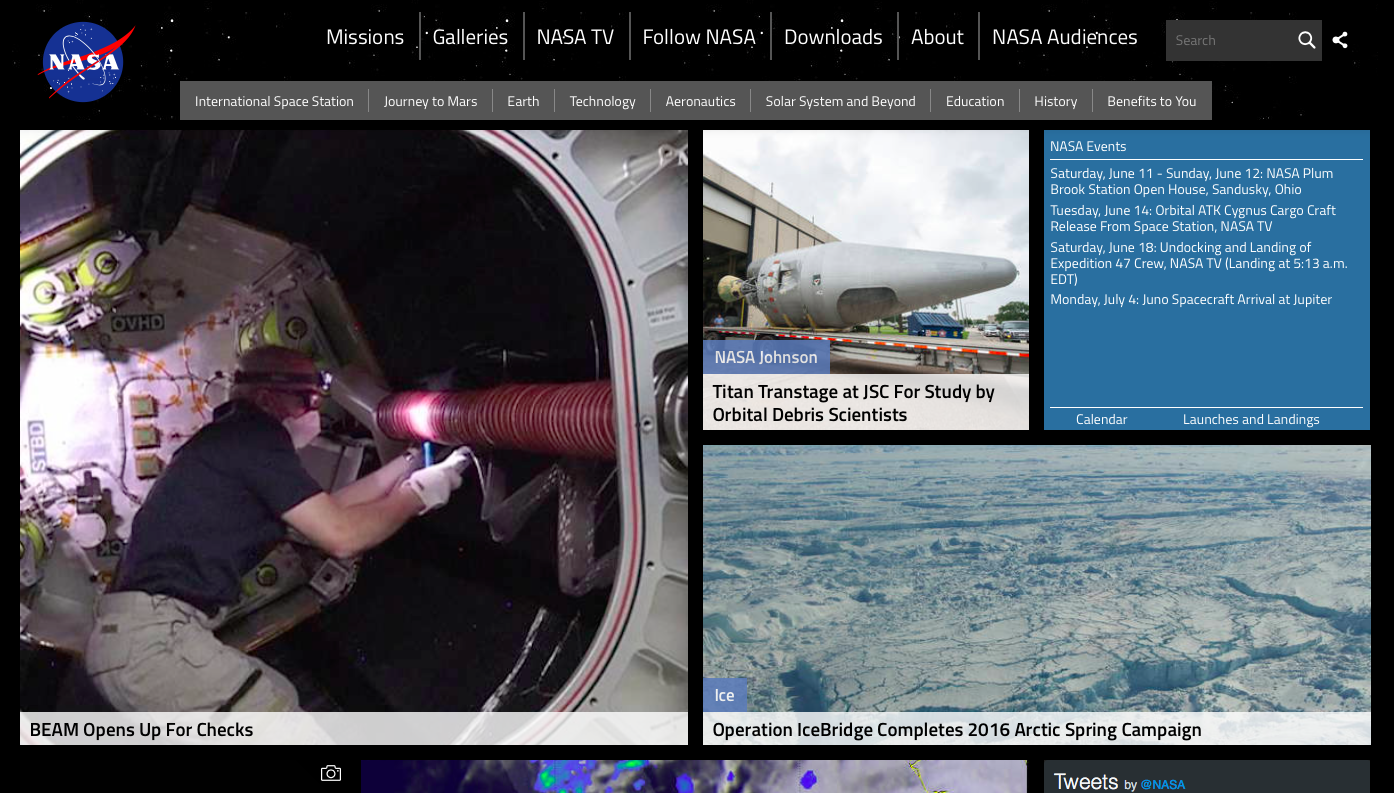 NASA
Missions
Galleries
NASA TV
Follow NASA
Downloads
About
NASA Audiences
Search
International Space Station
Journey to Mars
Earth
Technology
Aeronautics
Solar System and Beyond
Education
History
Benefits to You
OVHD
STBD
BEAM Opens Up For Checks
NASA Johnson
Titan Transtage at JSC For Study by
Orbital Debris Scientists
NASA Events
Saturday, June 11 - Sunday, June 12: NASA Plum
Brook Station Open House, Sandusky, Ohio
Tuesday, June 14: Orbital ATK Cygnus Cargo Craft
Release From Space Station, NASA TV
Saturday, June 18: Undocking and Landing of
Expedition 47 Crew, NASA TV (Landing at 5:13 a.m.
EDT)
Monday, July 4: Juno Spacecraft Arrival at Jupiter
Calendar
Launches and Landings
Ice
Operation IceBridge Completes 2016 Arctic Spring Campaign
Tweets by @NASA